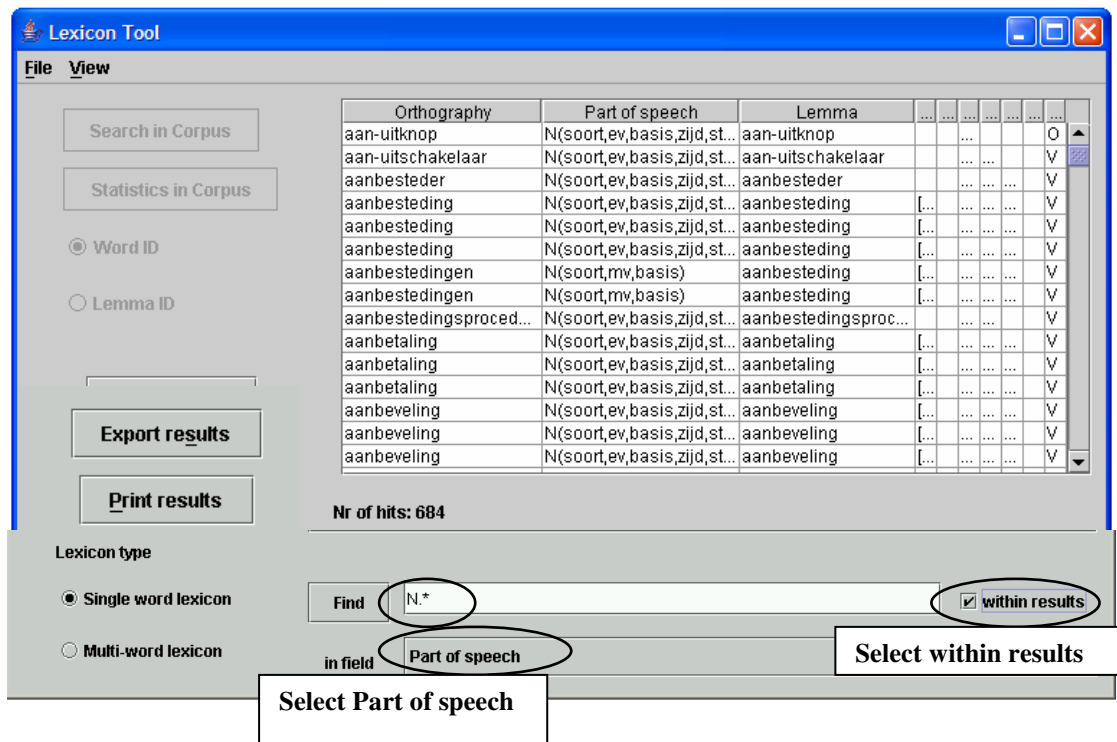 Lexicon Tool
File View
Search in Corpus
Statistics in Corpus
Word ID
Lemma ID
Orthography Part of speech Lemma ... ... ... ... ... ... ...
aan-uitknop N(soort,ev,basis,zijd,st... aan-uitknop ... O
aan-uitschakelaar N(soort,ev,basis,zijd,st... aan-uitschakelaar ... ... V
aanbesteder N(soort,ev,basis,zijd,st... aanbesteder ... ... ... V
aanbesteding N(soort,ev,basis,zijd,st... aanbesteding [... ... ... ... V
aanbesteding N(soort,ev,basis,zijd,st... aanbesteding [... ... ... ... V
aanbesteding N(soort,ev,basis,zijd,st... aanbesteding [... ... ... ... V
aanbestedingen N(soort,mv,basis) aanbesteding [... ... ... ... V
aanbestedingen N(soort,mv,basis) aanbesteding [... ... ... ... V
aanbestedingsproced... N(soort,ev,basis,zijd,st... aanbestedingsproc... ... ... V
aanbetaling N(soort,ev,basis,zijd,st... aanbetaling [... ... ... ... V
aanbetaling N(soort,ev,basis,zijd,st... aanbetaling [... ... ... ... V
aanbetaling N(soort,ev,basis,zijd,st... aanbetaling [... ... ... ... V
aanbeveling N(soort,ev,basis,zijd,st... aanbeveling [... ... ... ... V
aanbeveling N(soort,ev,basis,zijd,st... aanbeveling [... ... ... ... V
aanbeveling N(soort,ev,basis,zijd,st... aanbeveling [... ... ... ... V
Export results
Print results
Nr of hits: 684
Lexicon type
Single word lexicon
Multi-word lexicon
Find N.* within results
in field Part of speech
Select within results
Select Part of speech